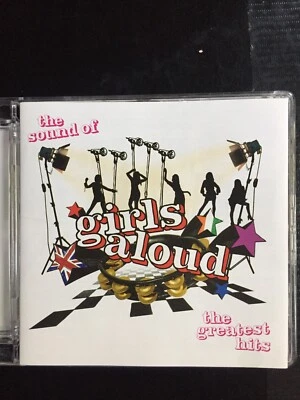 the
sound of
girls
aloud
the
greatest
hits